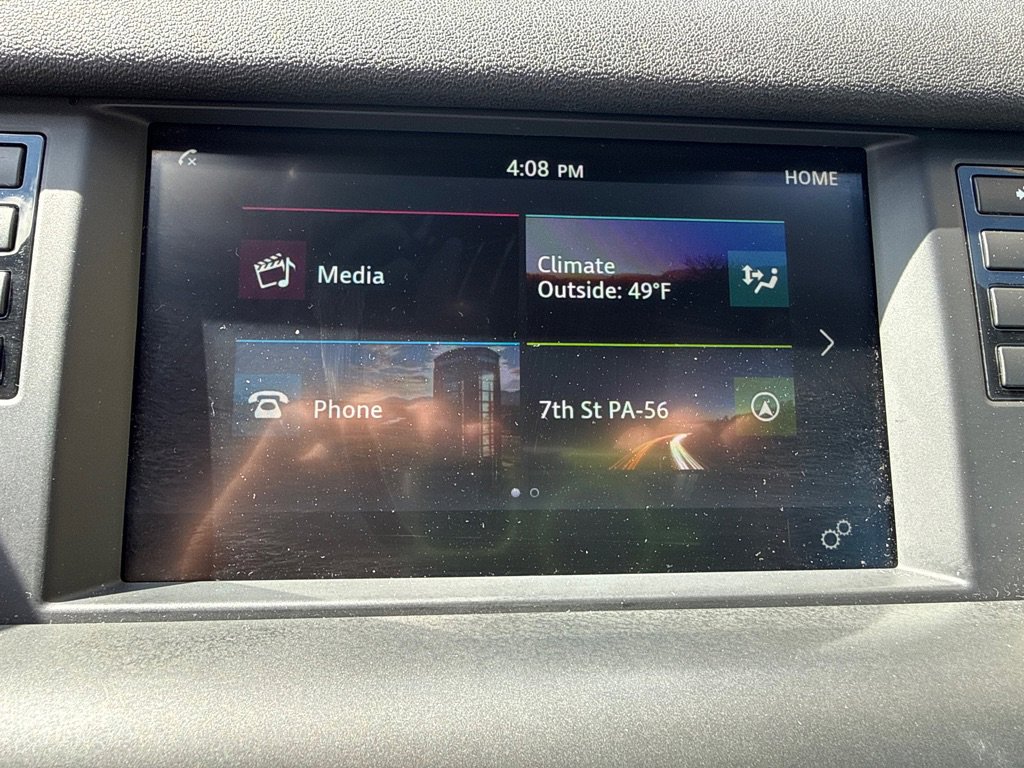 4:08 PM
HOME
Media
Climate
Outside: 49°F
Phone
7th St PA-56